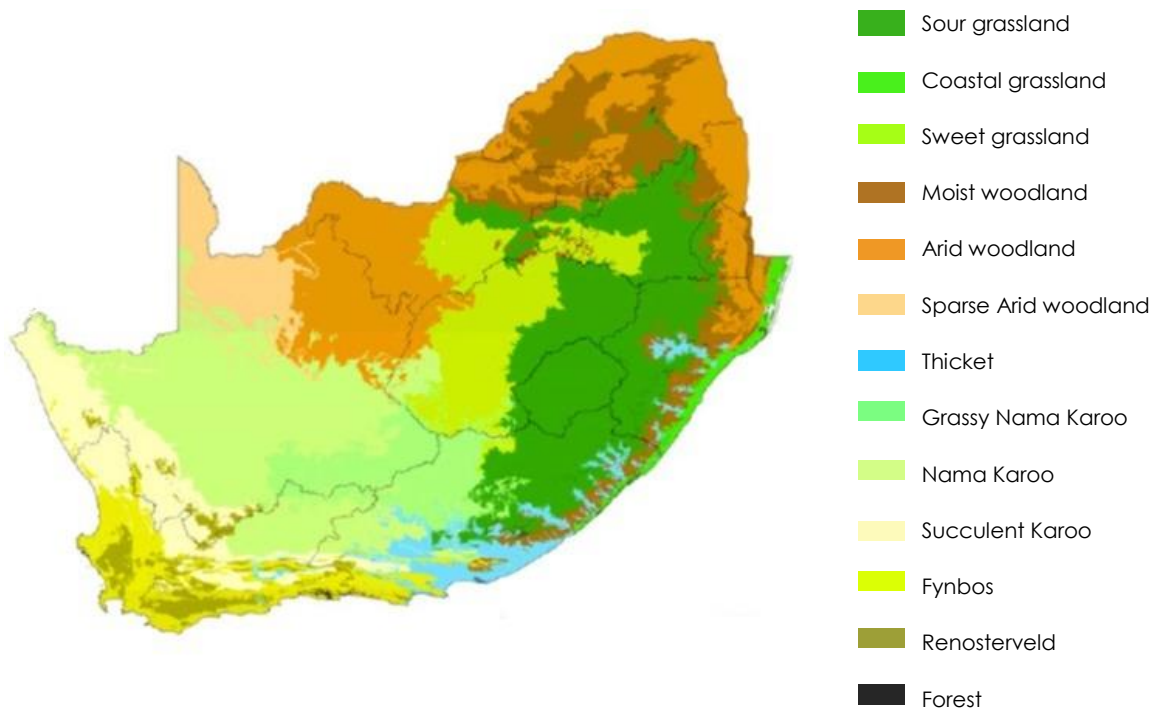 Sour grassland
Coastal grassland
Sweet grassland
Moist woodland
Arid woodland
Sparse Arid woodland
Thicket
Grassy Nama Karoo
Nama Karoo
Succulent Karoo
Fynbos
Renosterveld
Forest